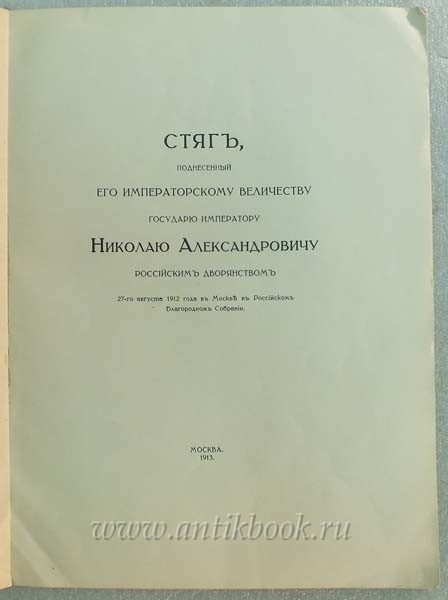 СТЯГЪ,
ПОДНЕСЕННЫЙ
ЕГО ИМПЕРАТОРСКОМУ ВЕЛИЧЕСТВУ
ГОСУДАРЮ ИМПЕРАТОРУ
НИКОЛАЮ АЛЕКСАНДРОВИЧУ
РОССІЙСКИМЪ ДВОРЯНСТВОМЪ
27-го августа 1912 года въ Москвѣ въ Россійскомъ
Благородномъ Собраніи.
МОСКВА.
1913.
www.antikbook.ru